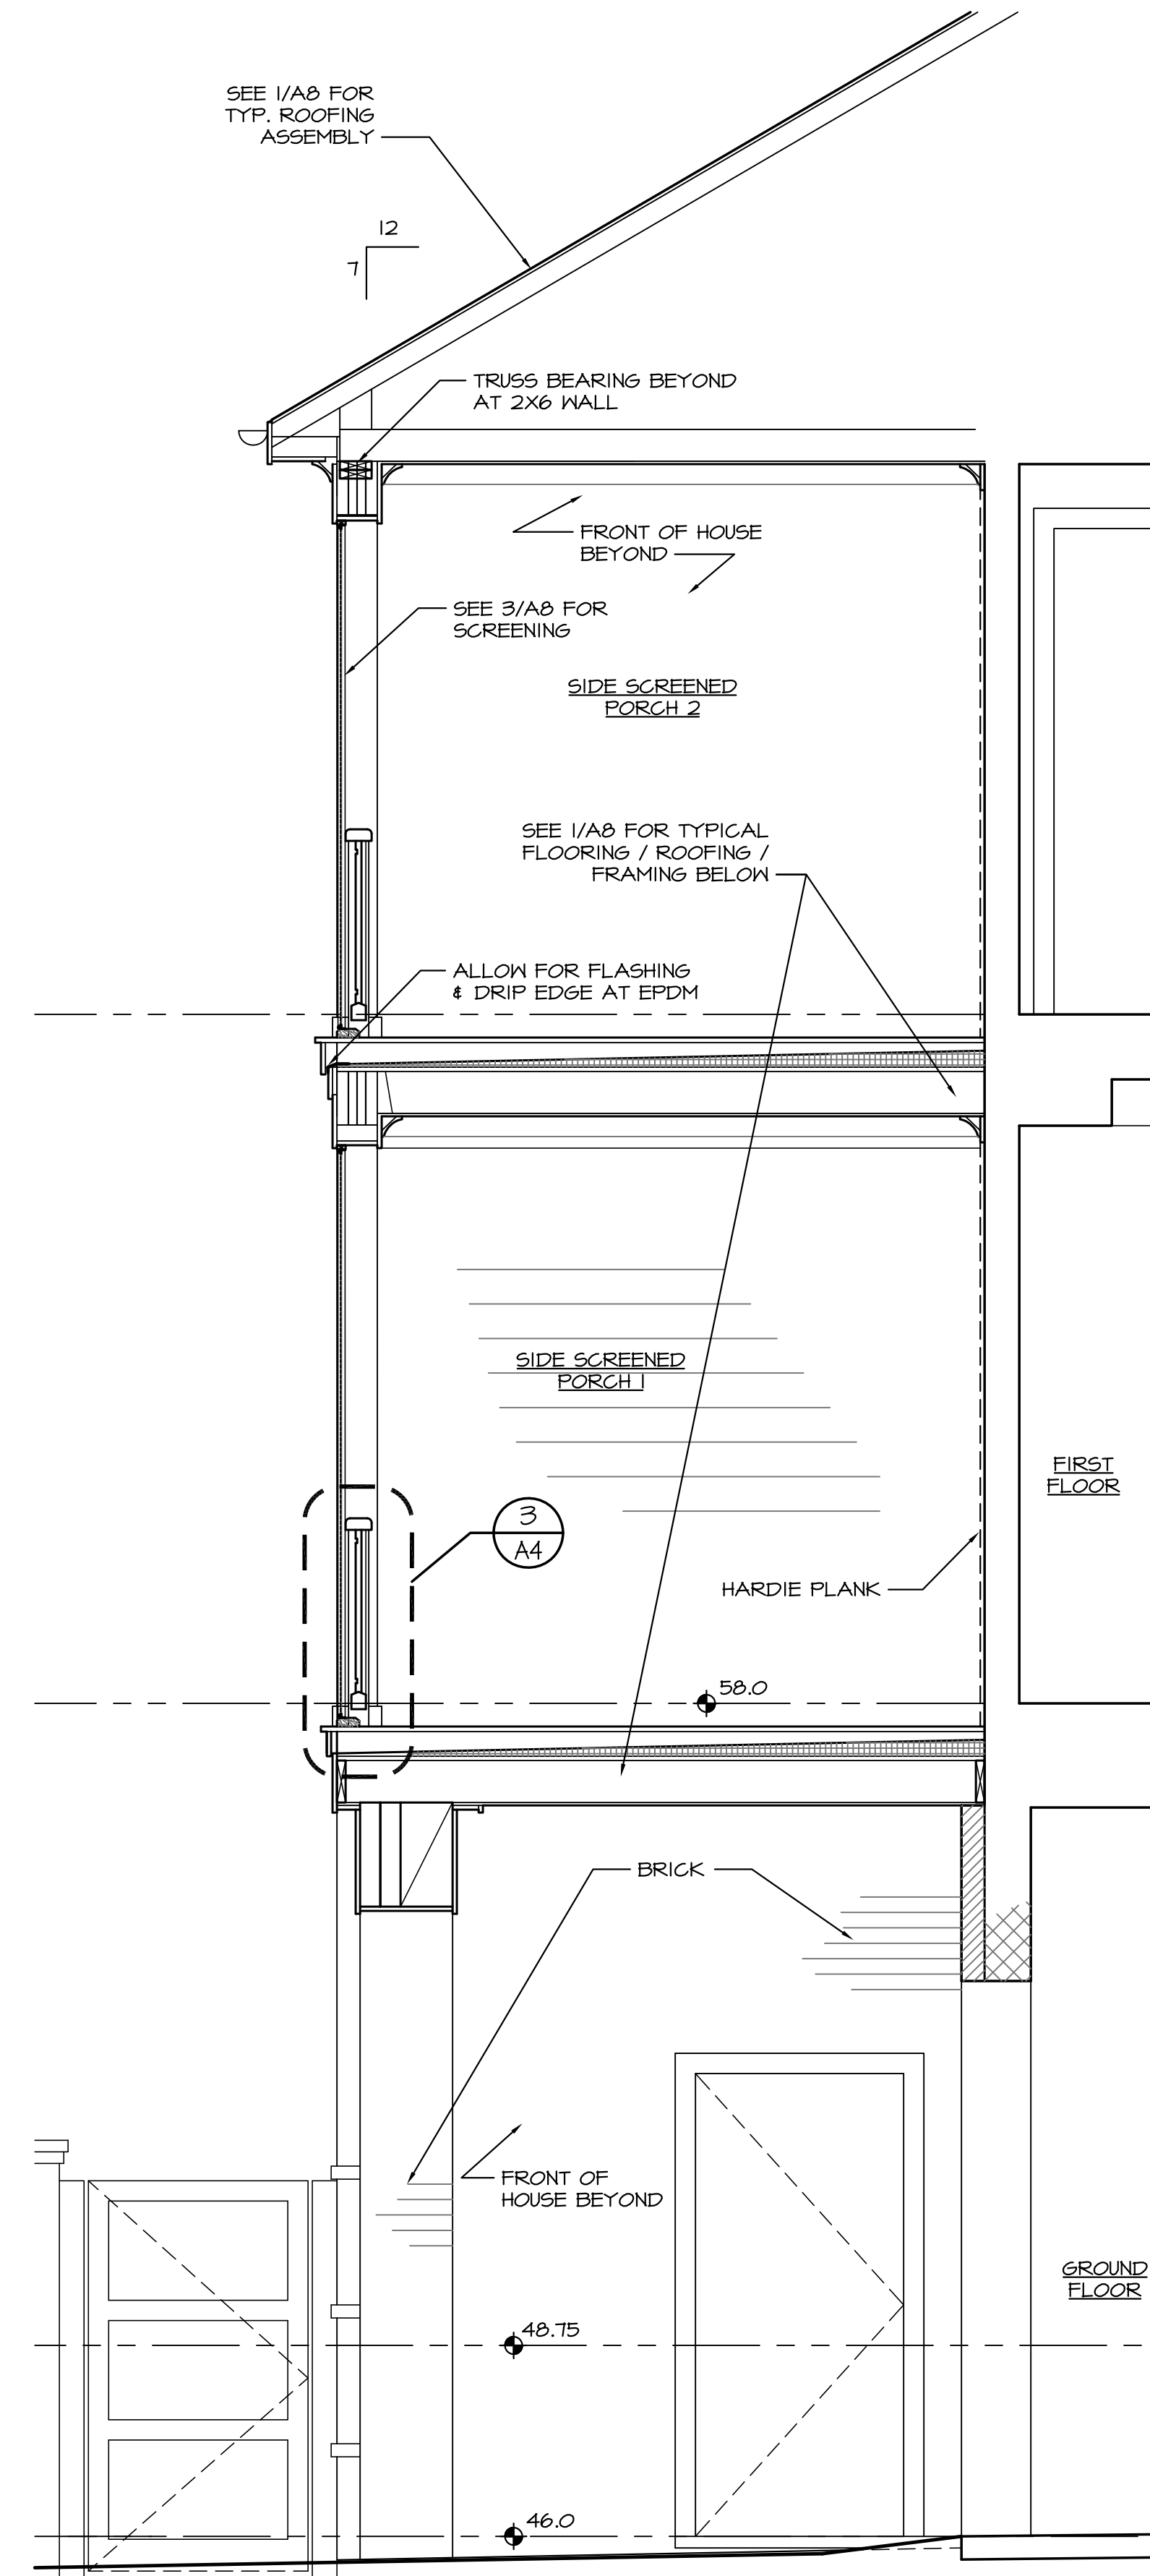 SEE 1/A8 FOR
TYP. ROOFING
ASSEMBLY
12
7
TRUSS BEARING BEYOND
AT 2X6 WALL
FRONT OF HOUSE
BEYOND
SEE 3/A8 FOR
SCREENING
SIDE SCREENED
PORCH 2
SEE 1/A8 FOR TYPICAL
FLOORING / ROOFING /
FRAMING BELOW
ALLOW FOR FLASHING
& DRIP EDGE AT EPDM
SIDE SCREENED
PORCH 1
FIRST
FLOOR
3
A4
HARDIE PLANK
58.0
BRICK
FRONT OF
HOUSE BEYOND
GROUND
FLOOR
48.75
46.0